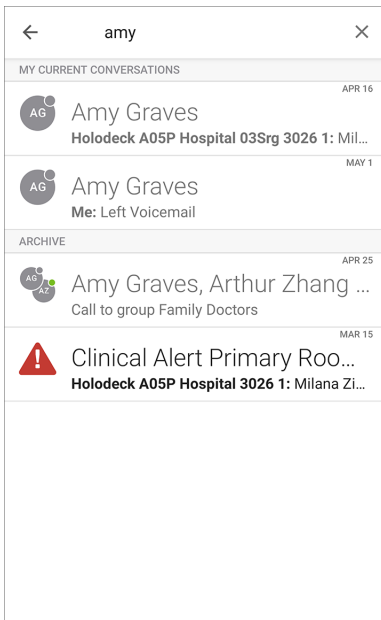 amy
MY CURRENT CONVERSATIONS
APR 16
AG
Amy Graves
Holodeck A05P Hospital 03Srg 3026 1: Mil...
MAY 1
AG
Amy Graves
Me: Left Voicemail
ARCHIVE
APR 25
AG
AZ
Amy Graves, Arthur Zhang ...
Call to group Family Doctors
MAR 15
Clinical Alert Primary Roo...
Holodeck A05P Hospital 3026 1: Milana Zi...